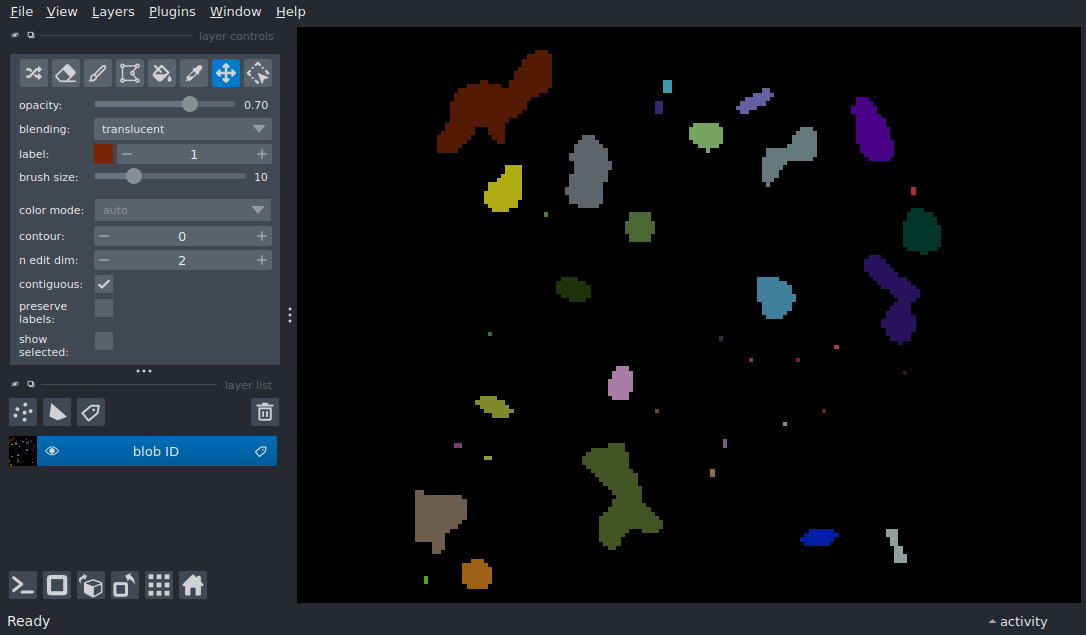 File View Layers Plugins Window Help
layer controls
opacity: 0.70
blending: translucent
label: 1
brush size: 10
color mode: auto
contour: 0
n edit dim: 2
contiguous:
preserve
labels:
show
selected:
layer list
blob ID
Ready
activity